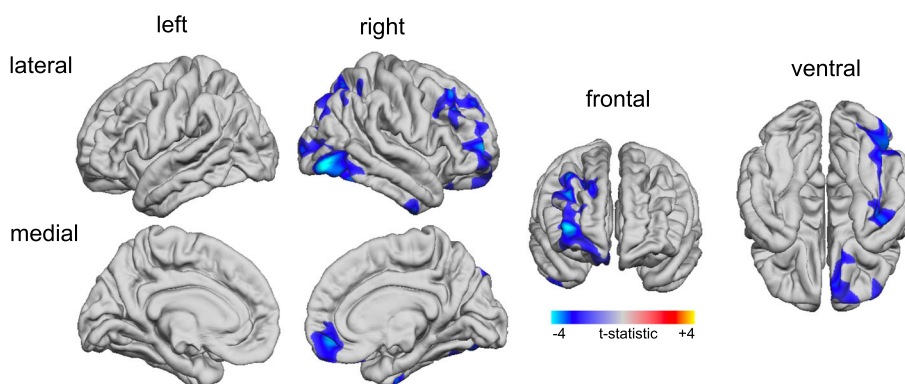 left
right
lateral
frontal
ventral
medial
-4 t-statistic +4